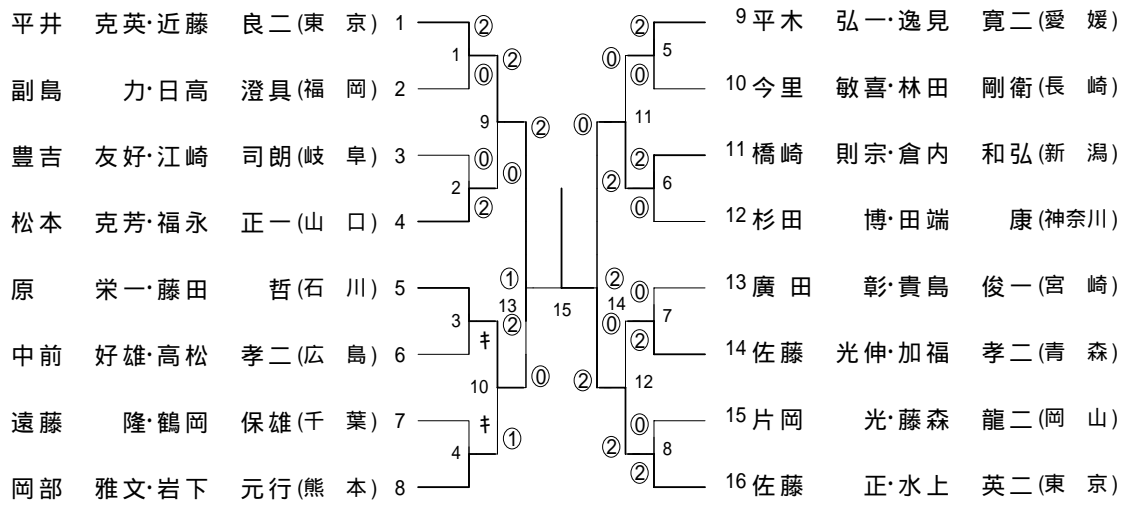 平井 克英・近藤 良二(東 京) 1
副島 力・日高 澄具(福 岡) 2
豊吉 友好・江崎 司朗(岐 阜) 3
松本 克芳・福永 正一(山 口) 4
原 栄一・藤田 哲(石 川) 5
中前 好雄・高松 孝二(広 島) 6
遠藤 隆・鶴岡 保雄(千 葉) 7
岡部 雅文・岩下 元行(熊 本) 8
② 
1 ②
⓪
9 ②
⓪ ⓪
2
②
①
13
3 キ ②
10 ⓪
キ ①
4
15
②
⓪ 5
⓪
⓪ 11
② 6
②
⓪
② 14 ⓪
⓪ 7
②
② 12
⓪
② 8
②
9 平木 弘一・逸見 寛二(愛 媛)
10 今里 敏喜・林田 剛衛(長 崎)
11 橋崎 則宗・倉内 和弘(新 潟)
12 杉田 博・田端 康(神奈川)
13 廣田 彰・貴島 俊一(宮 崎)
14 佐藤 光伸・加福 孝二(青 森)
15 片岡 光・藤森 龍二(岡 山)
16 佐藤 正・水上 英二(東 京)